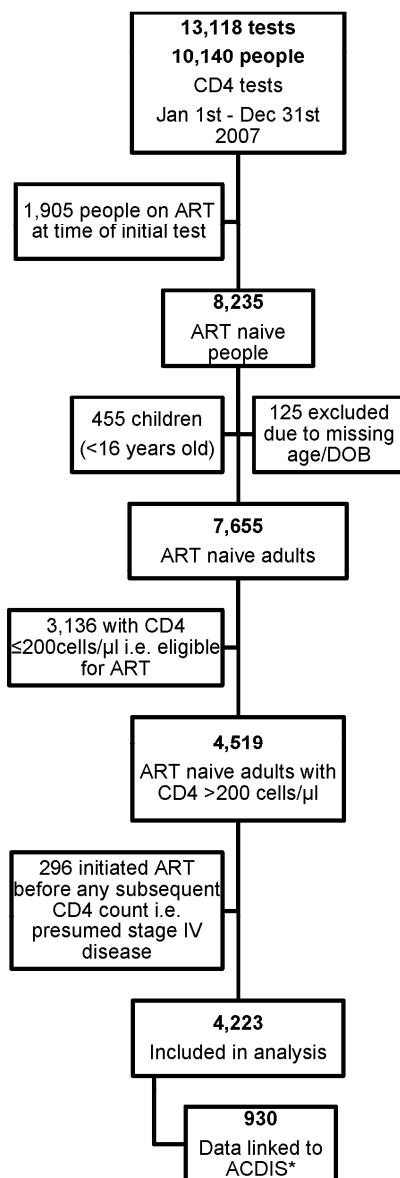 13,118 tests
10,140 people
CD4 tests
Jan 1st - Dec 31st
2007
1,905 people on ART
at time of initial test
8,235
ART naive
people
455 children
(<16 years old)
125 excluded
due to missing
age/DOB
7,655
ART naive adults
3,136 with CD4
≤200cells/µl i.e. eligible
for ART
4,519
ART naive adults with
CD4 >200 cells/µl
296 initiated ART
before any subsequent
CD4 count i.e.
presumed stage IV
disease
4,223
Included in analysis
930
Data linked to
ACDIS*